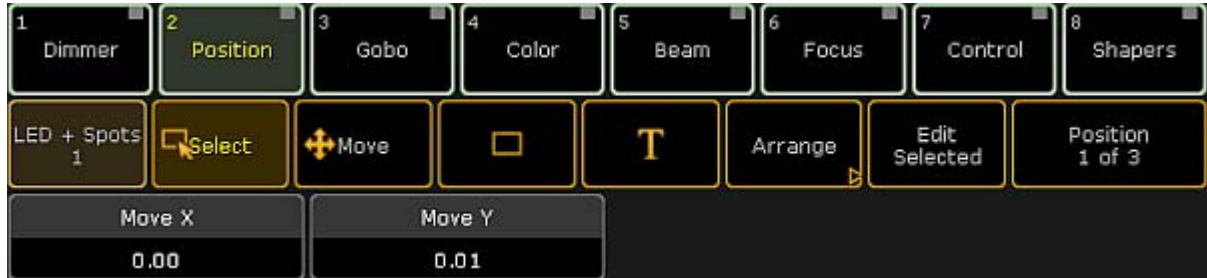 1 2 3 4 5 6 7 8
Dimmer Position Gobo Color Beam Focus Control Shapers
LED + Spots
1
Select
Move
T
Arrange
Edit
Selected
Position
1 of 3
Move X Move Y
0.00 0.01